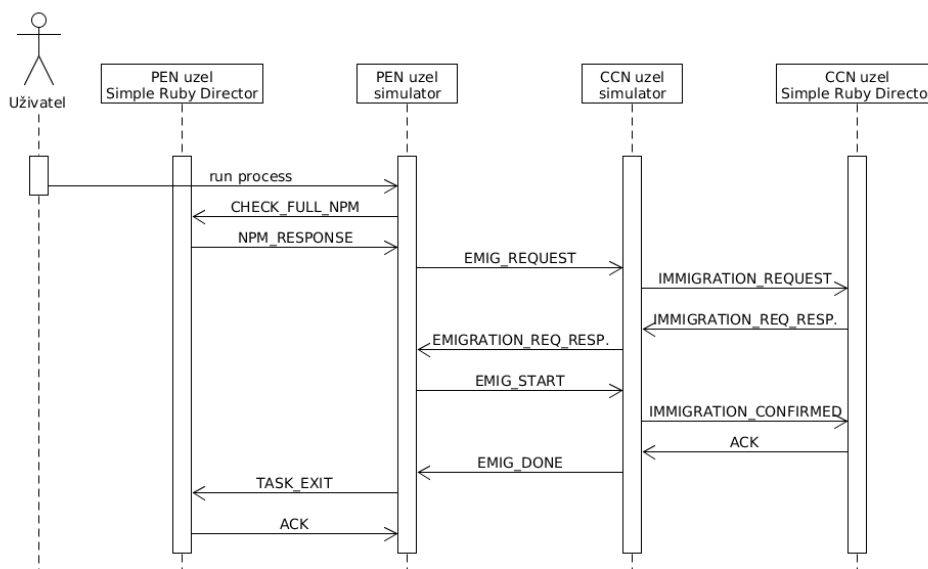 Uživatel
PEN uzel
Simple Ruby Director
PEN uzel
simulator
CCN uzel
simulator
CCN uzel
Simple Ruby Directo
run process
CHECK_FULL_NPM
NPM_RESPONSE
EMIG_REQUEST
IMMIGRATION_REQUEST
IMMIGRATION_REQ_RESP.
EMIGRATION_REQ_RESP.
EMIG_START
IMMIGRATION_CONFIRMED
ACK
EMIG_DONE
TASK_EXIT
ACK